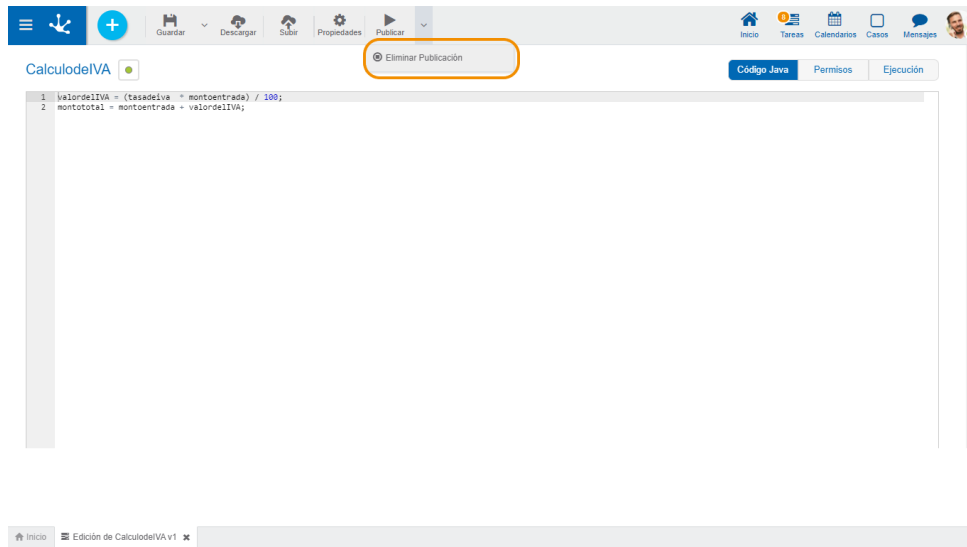 Guardar Descargar Subir Propiedades Publicar Inicio Tareas Calendarios Casos Mensajes
Eliminar Publicación
CalculodeIVA Código Java Permisos Ejecución
1 valordelIVA = (tasadeiva * montoentrada) / 100;
2 montototal = montoentrada + valordelIVA;
Inicio Edición de CalculodeIVA v1